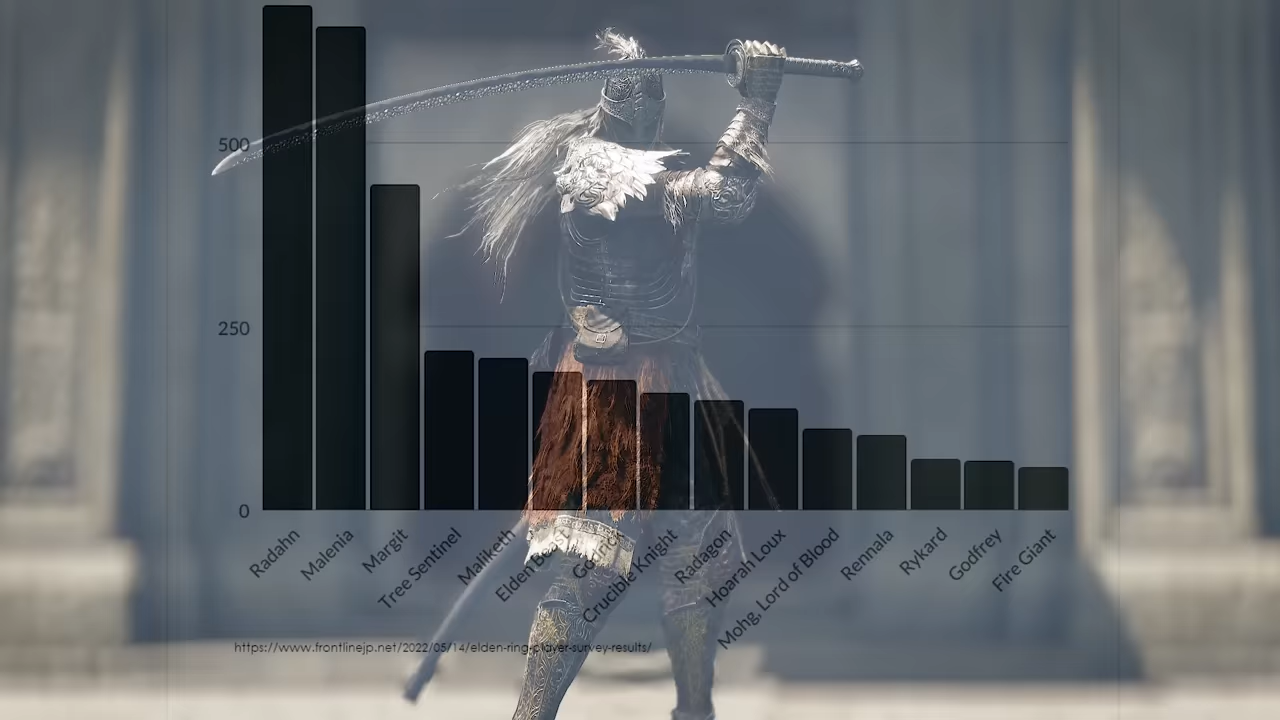 500
250
0
Radahn
Malenia
Margit
Tree Sentinel
Maliketh
Elden
Crucible Knight
Radagon
Hoarah Loux
Mohg, Lord of Blood
Rennala
Rykard
Godfrey
Fire Giant
https://www.frontlinejp.net/2022/05/14/elden-ring-player-survey-results/